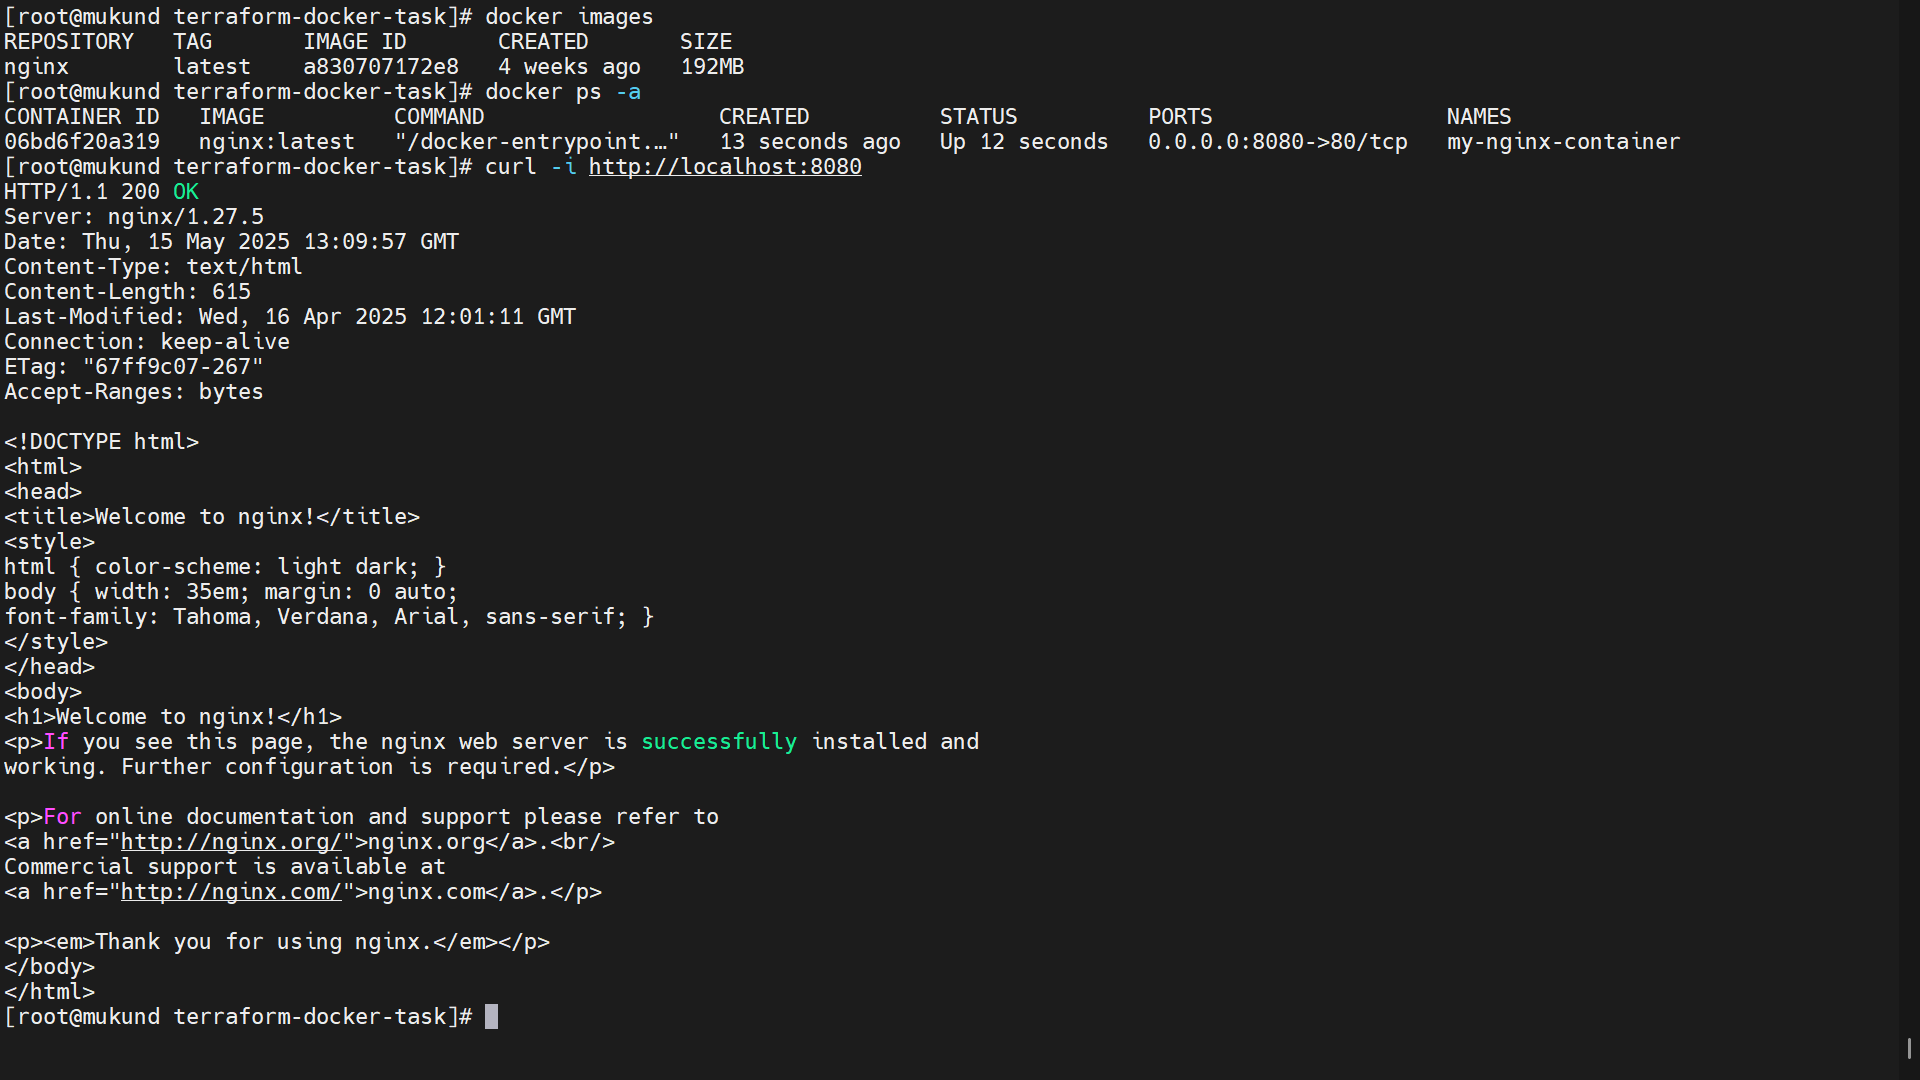 [root@mukund terraform-docker-task]# docker images
REPOSITORY   TAG       IMAGE ID       CREATED       SIZE
nginx        latest    a830707172e8   4 weeks ago   192MB
[root@mukund terraform-docker-task]# docker ps -a
CONTAINER ID   IMAGE          COMMAND                  CREATED          STATUS          PORTS                  NAMES
06bd6f20a319   nginx:latest   "/docker-entrypoint.…"   13 seconds ago   Up 12 seconds   0.0.0.0:8080->80/tcp   my-nginx-container
[root@mukund terraform-docker-task]# curl -i http://localhost:8080
HTTP/1.1 200 OK
Server: nginx/1.27.5
Date: Thu, 15 May 2025 13:09:57 GMT
Content-Type: text/html
Content-Length: 615
Last-Modified: Wed, 16 Apr 2025 12:01:11 GMT
Connection: keep-alive
ETag: "67ff9c07-267"
Accept-Ranges: bytes

<!DOCTYPE html>
<html>
<head>
<title>Welcome to nginx!</title>
<style>
html { color-scheme: light dark; }
body { width: 35em; margin: 0 auto;
font-family: Tahoma, Verdana, Arial, sans-serif; }
</style>
</head>
<body>
<h1>Welcome to nginx!</h1>
<p>If you see this page, the nginx web server is successfully installed and
working. Further configuration is required.</p>

<p>For online documentation and support please refer to
<a href="http://nginx.org/">nginx.org</a>.<br/>
Commercial support is available at
<a href="http://nginx.com/">nginx.com</a>.</p>

<p><em>Thank you for using nginx.</em></p>
</body>
</html>
[root@mukund terraform-docker-task]#